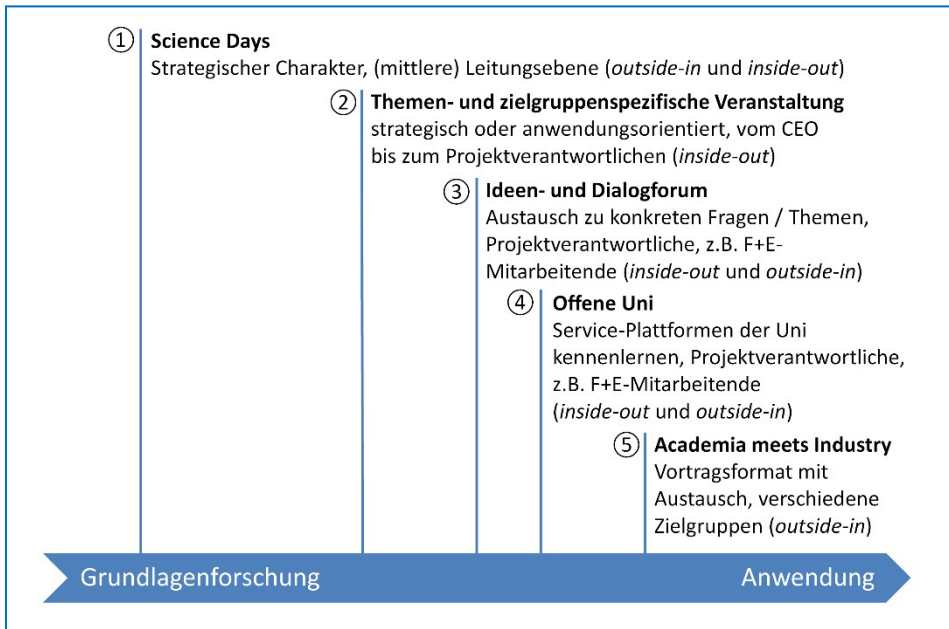 ① Science Days
Strategischer Charakter, (mittlere) Leitungsebene (outside-in und inside-out)
② Themen- und zielgruppenspezifische Veranstaltung
strategisch oder anwendungsorientiert, vom CEO
bis zum Projektverantwortlichen (inside-out)
③ Ideen- und Dialogforum
Austausch zu konkreten Fragen / Themen,
Projektverantwortliche, z.B. F+E-
Mitarbeitende (inside-out und outside-in)
④ Offene Uni
Service-Plattformen der Uni
kennenlernen, Projektverantwortliche,
z.B. F+E-Mitarbeitende
(inside-out und outside-in)
⑤ Academia meets Industry
Vortragsformat mit
Austausch, verschiedene
Zielgruppen (outside-in)
Grundlagenforschung Anwendung